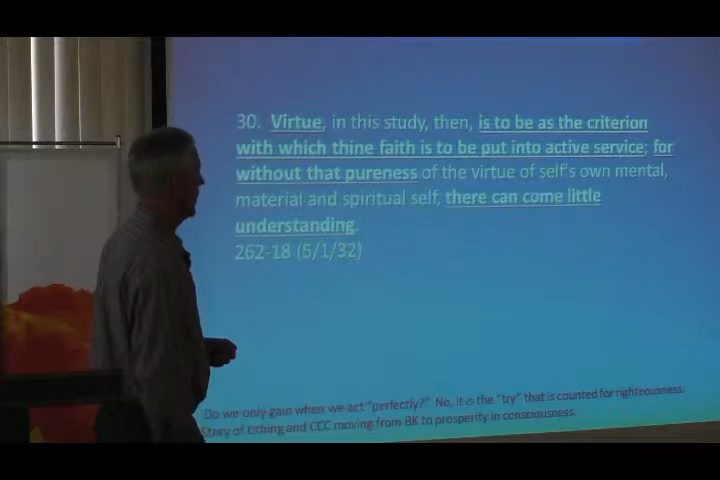 30. Virtue, in this study, then, is to be as the criterion
with which thine faith is to be put into active service; for
without that pureness of the virtue of self's own mental,
material and spiritual self, there can come little
understanding.
262-18 (5/1/32)
Do we only gain when we act "perfectly?" No, it is the "try" that is counted for righteousness.
Story of tithing and CCC moving from BK to prosperity in consciousness.